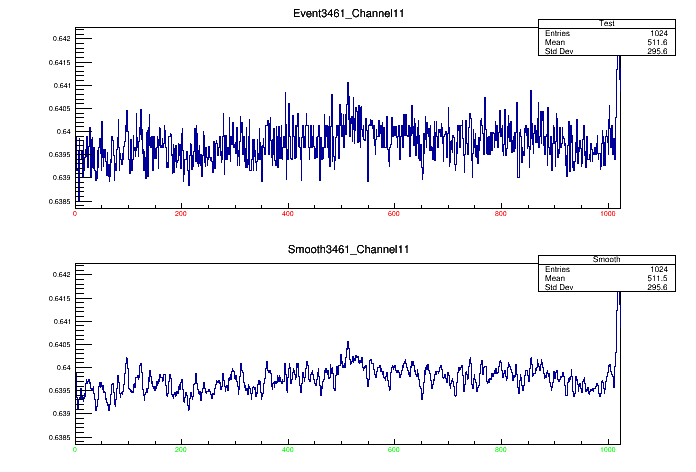 Event3461_Channel11
Test
Entries 1024
Mean 511.6
Std Dev 295.6
0.642
0.6415
0.641
0.6405
0.64
0.6395
0.639
0.6385
0 200 400 600 800 1000
Smooth3461_Channel11
Smooth
Entries 1024
Mean 511.5
Std Dev 295.6
0.642
0.6415
0.641
0.6405
0.64
0.6395
0.639
0.6385
0 200 400 600 800 1000